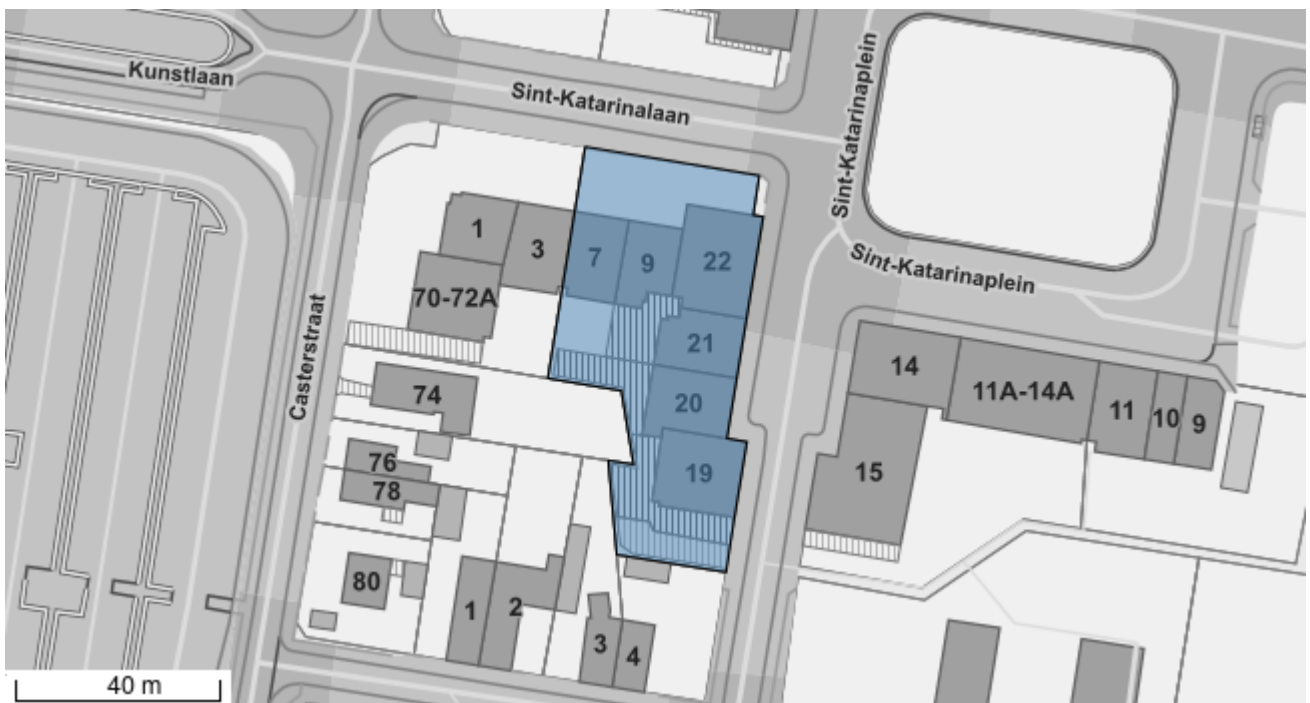 Kunstlaan
Sint-Katarinalaan
Sint-Katarinaplein
Sint-Katarinaplein
Casterstraat
1
3
7
9
22
70-72A
21
14
11A-14A
11
10
9
74
20
76
78
19
15
80
1
2
3
4
40 m